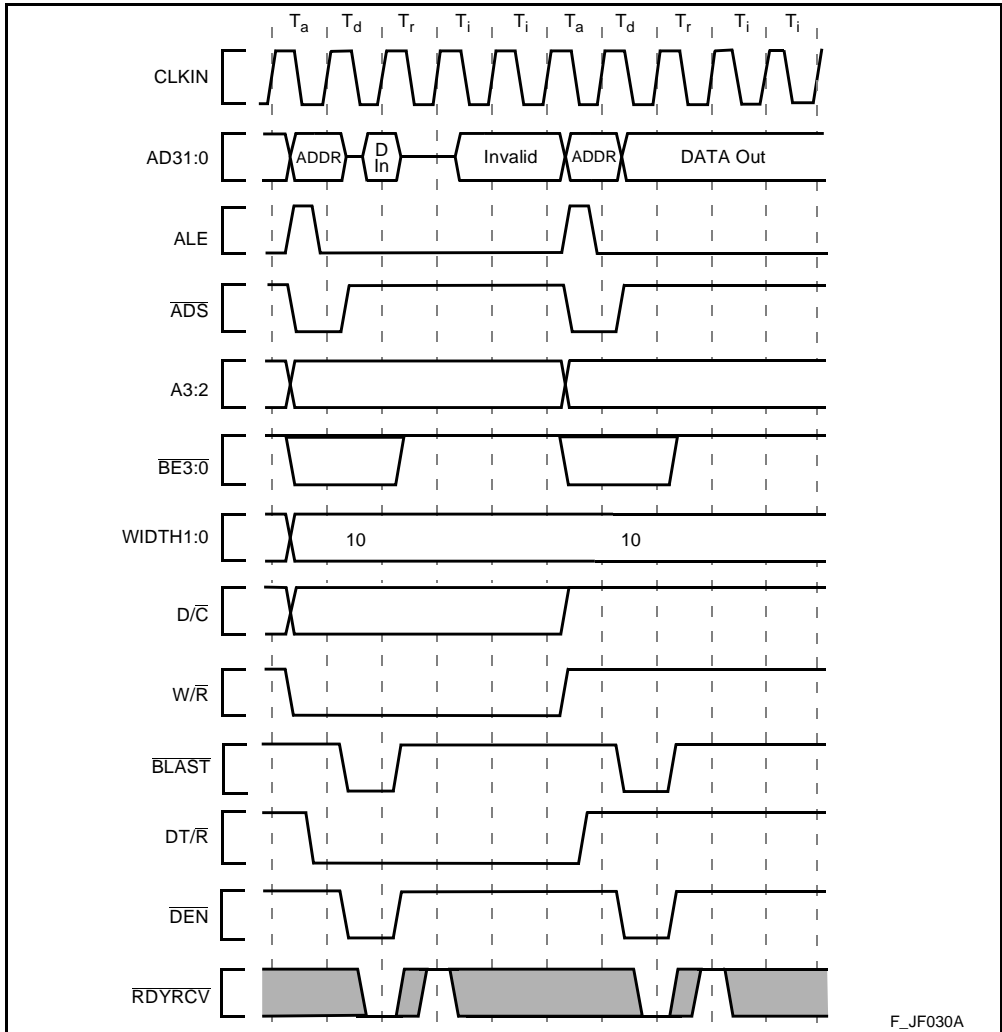 Ta Td Tr Ti Ti Ta Td Tr Ti Ti
CLKIN
AD31:0 ADDR D In Invalid ADDR DATA Out
ALE
ADS
A3:2
BE3:0
WIDTH1:0 10 10
D/C
W/R
BLAST
DT/R
DEN
RDYRCV
F_JF030A